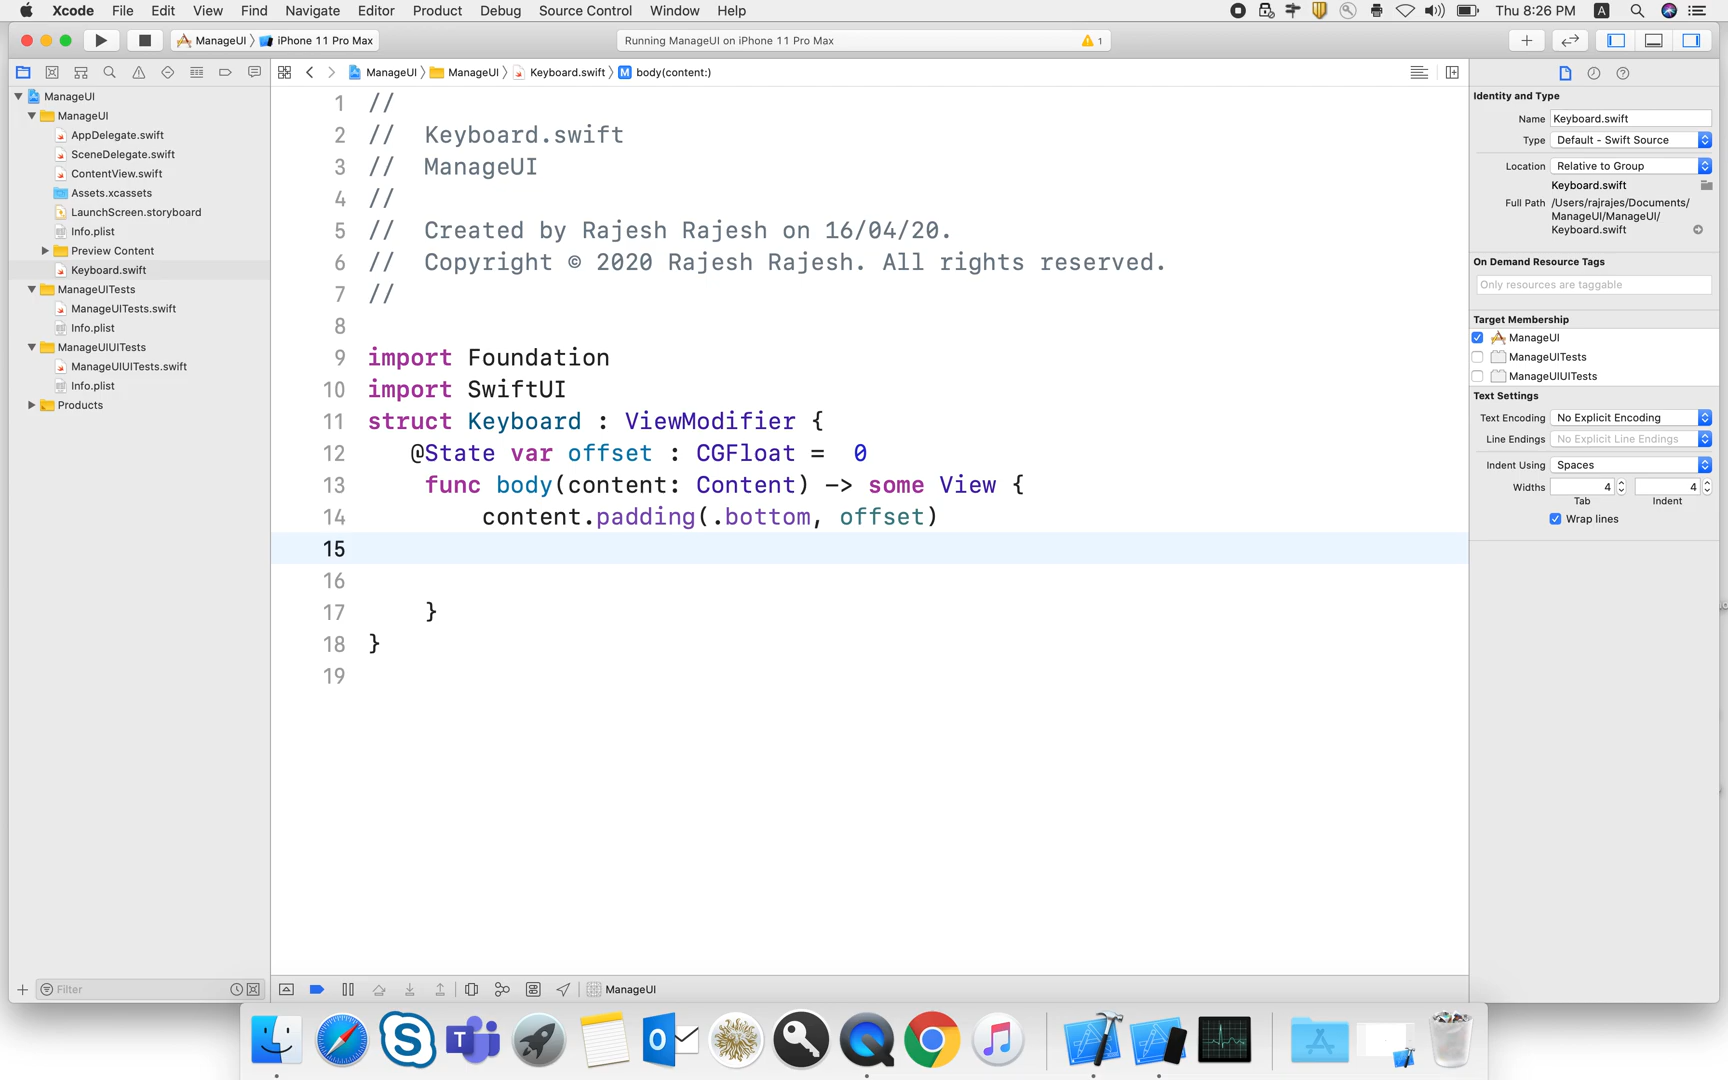 Xcode File Edit View Find Navigate Editor Product Debug Source Control Window Help Thu 8:26 PM A
ManageUI iPhone 11 Pro Max Running ManageUI on iPhone 11 Pro Max 1
ManageUI ManageUI Keyboard.swift M body(content:)
ManageUI
ManageUI
AppDelegate.swift
SceneDelegate.swift
ContentView.swift
Assets.xcassets
LaunchScreen.storyboard
Info.plist
Preview Content
Keyboard.swift
ManageUITests
ManageUITests.swift
Info.plist
ManageUIUITests
ManageUIUITests.swift
Info.plist
Products
Filter
1 //
2 //  Keyboard.swift
3 //  ManageUI
4 //
5 //  Created by Rajesh Rajesh on 16/04/20.
6 //  Copyright © 2020 Rajesh Rajesh. All rights reserved.
7 //
8
9 import Foundation
10 import SwiftUI
11 struct Keyboard : ViewModifier {
12 @State var offset : CGFloat =  0
13 func body(content: Content) -> some View {
14 content.padding(.bottom, offset)
15
16
17 }
18 }
19
ManageUI
Identity and Type
Name Keyboard.swift
Type Default - Swift Source
Location Relative to Group
Keyboard.swift
Full Path /Users/rajrajes/Documents/
ManageUI/ManageUI/
Keyboard.swift
On Demand Resource Tags
Only resources are taggable
Target Membership
ManageUI
ManageUITests
ManageUIUITests
Text Settings
Text Encoding No Explicit Encoding
Line Endings No Explicit Line Endings
Indent Using Spaces
Widths 4 4
Tab Indent
Wrap lines